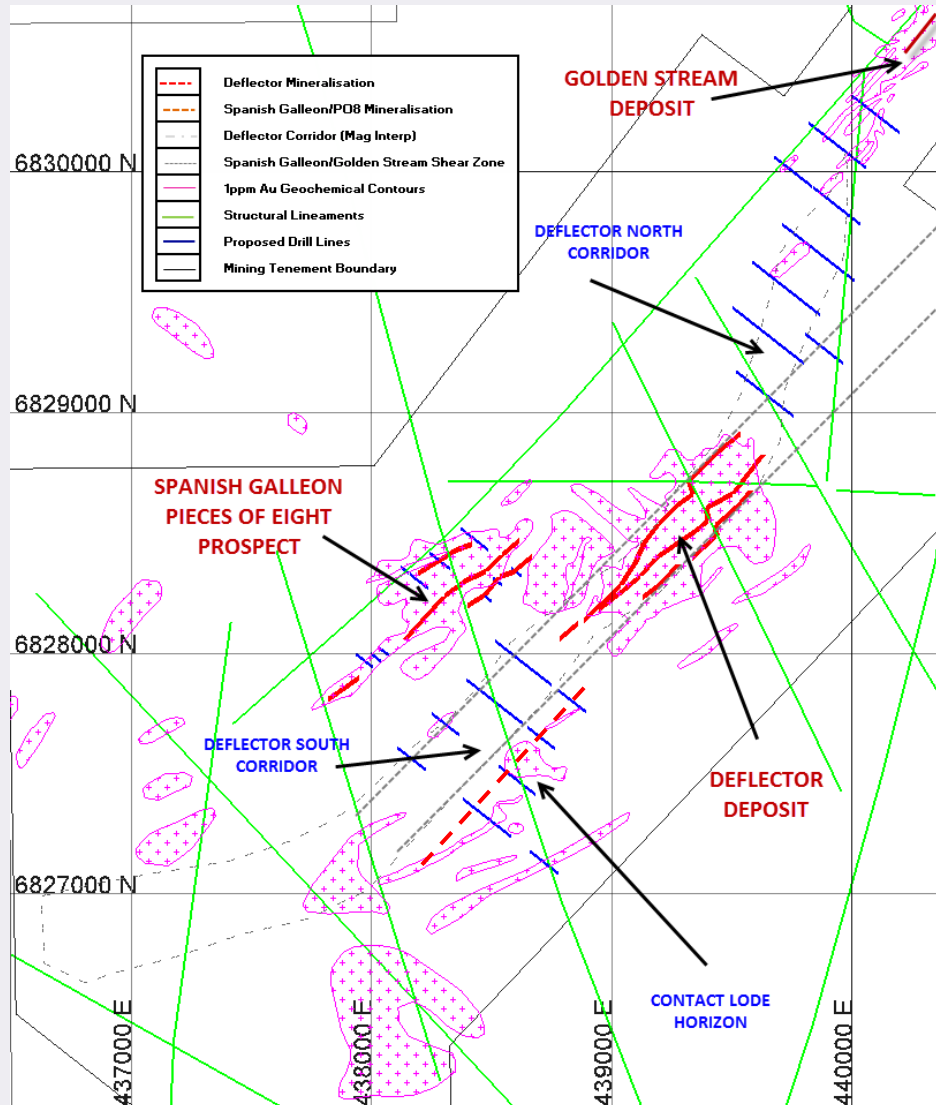 Deflector Mineralisation
Spanish Galleon/PO8 Mineralisation
Deflector Corridor (Mag Interp)
Spanish Galleon/Golden Stream Shear Zone
1ppm Au Geochemical Contours
Structural Lineaments
Proposed Drill Lines
Mining Tenement Boundary
GOLDEN STREAM
DEPOSIT
6830000 N
DEFLECTOR NORTH
CORRIDOR
6829000 N
SPANISH GALLEON
PIECES OF EIGHT
PROSPECT
6828000 N
DEFLECTOR SOUTH
CORRIDOR
DEFLECTOR
DEPOSIT
6827000 N
CONTACT LODE
HORIZON
437000 E
438000 E
439000 E
440000 E